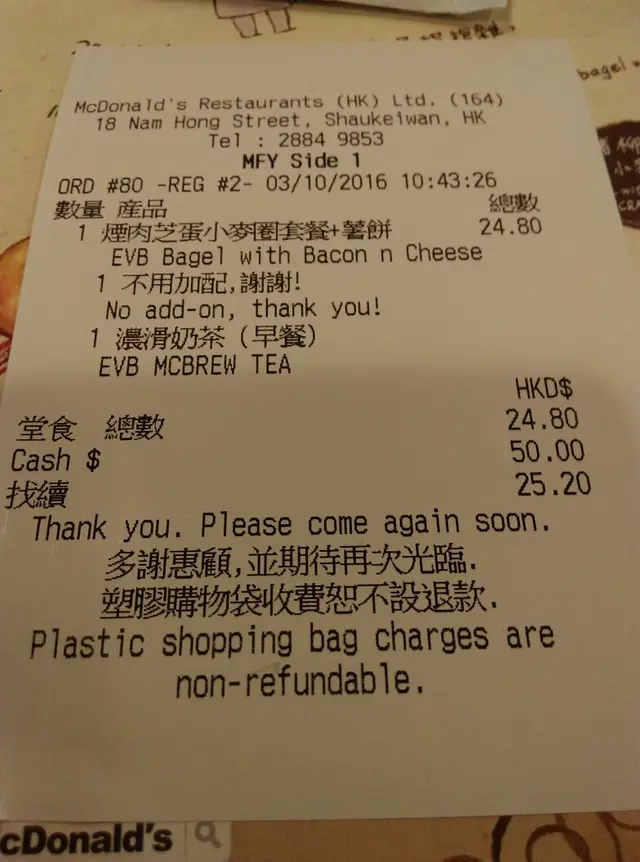 McDonald's Restaurants (HK) Ltd. (164)
18 Nam Hong Street, Shaukeiwan, HK
Tel : 2884 9853
MFY Side 1
ORD #80 -REG #2- 03/10/2016 10:43:26
數量 產品 總數
1 煙肉芝蛋小麥圈套餐+薯餅 24.80
EVB Bagel with Bacon n Cheese
1 不用加配,謝謝!
No add-on, thank you!
1 濃滑奶茶 (早餐)
EVB MCBREW TEA
HKD$
堂食 總數 24.80
Cash $ 50.00
找續 25.20
Thank you. Please come again soon.
多謝惠顧,並期待再次光臨.
塑膠購物袋收費恕不設退款.
Plastic shopping bag charges are
non-refundable.
bagel
cDonald's